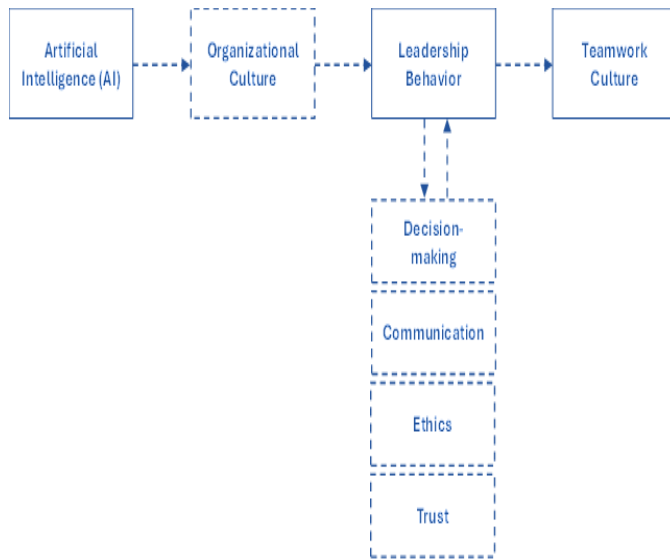 Artificial
Intelligence (AI)
Organizational
Culture
Leadership
Behavior
Teamwork
Culture
Decision-
making
Communication
Ethics
Trust